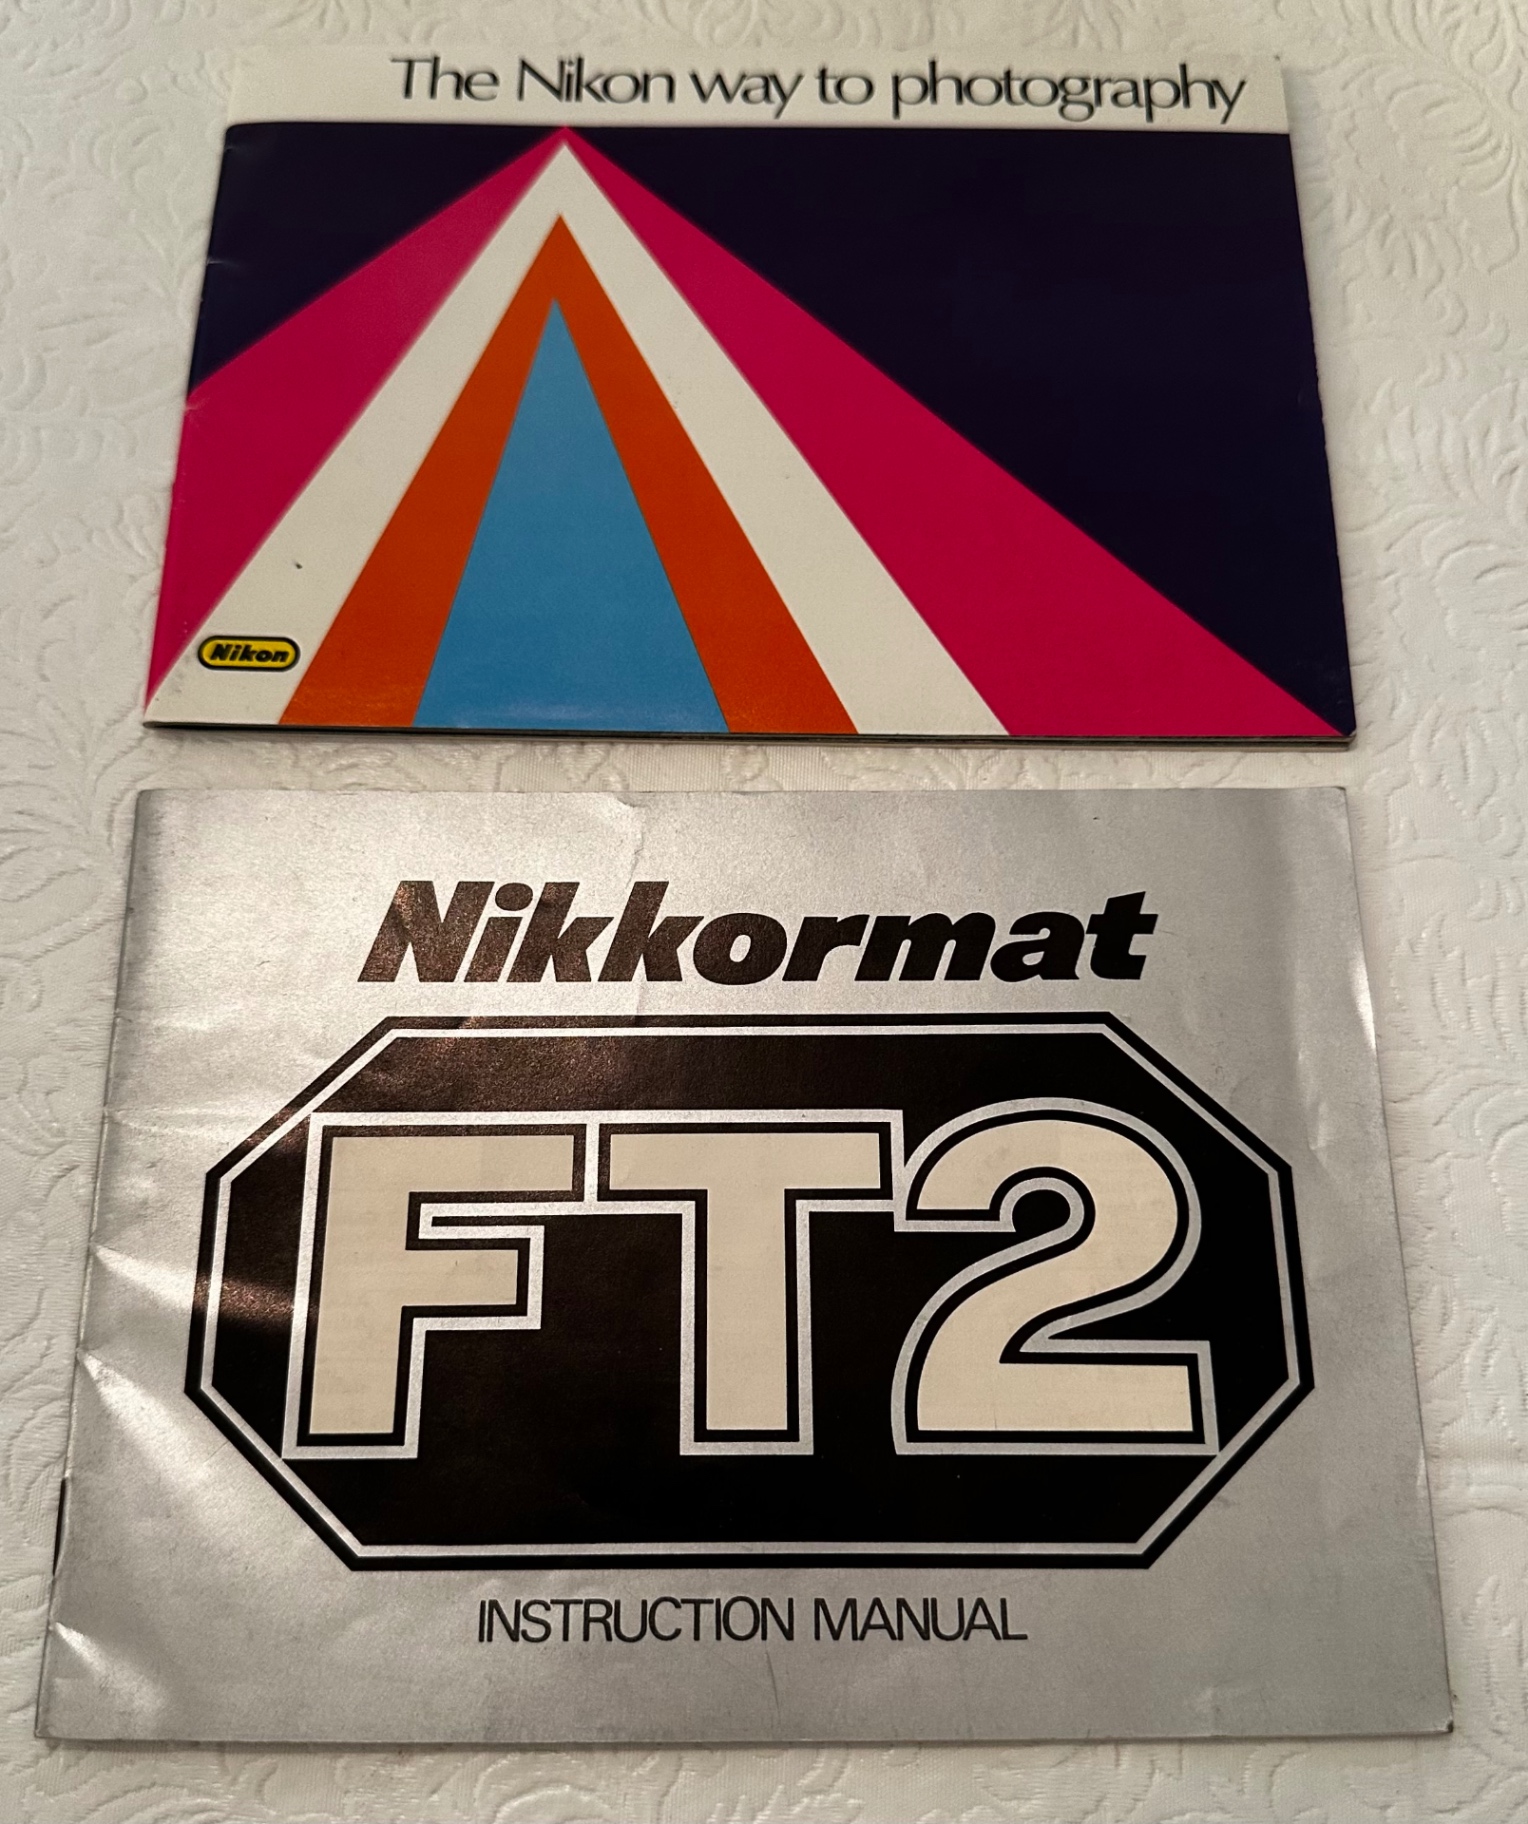 The Nikon way to photography
Nikon
Nikkormat
FT2
INSTRUCTION MANUAL